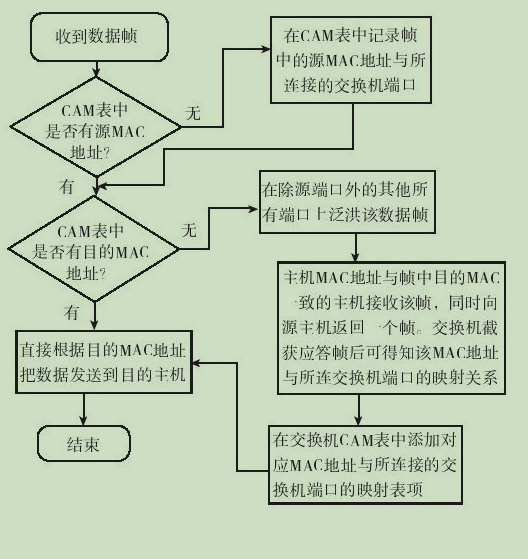 收到数据帧
在CAM表中记录帧
中的源MAC地址与所
连接的交换机端口
CAM表中
是否有源MAC
地址?
无
有
在除源端口外的其他所
有端口上泛洪该数据帧
CAM表中
是否有目的MAC
地址?
无
有
主机MAC地址与帧中目的MAC
一致的主机接收该帧，同时向
源主机返回一个帧。交换机截
获应答帧后可得知该MAC地址
与所连交换机端口的映射关系
直接根据目的MAC地址
把数据发送到目的主机
在交换机CAM表中添加对
应MAC地址与所连接的交
换机端口的映射表项
结束